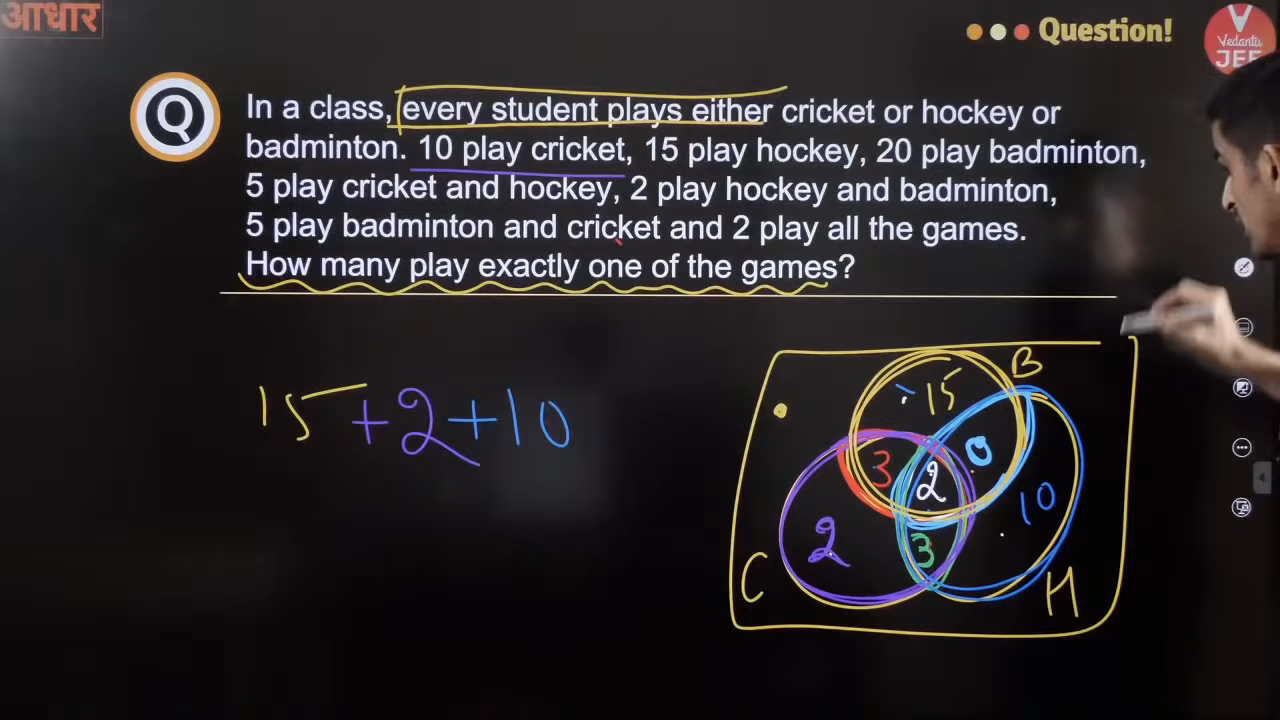 आधार
Question!
Vedantu
JEE
Q
In a class, every student plays either cricket or hockey or
badminton. 10 play cricket, 15 play hockey, 20 play badminton,
5 play cricket and hockey, 2 play hockey and badminton,
5 play badminton and cricket and 2 play all the games.
How many play exactly one of the games?
15 + 2 + 10
B
15
3
0
2
10
2
3
C
H